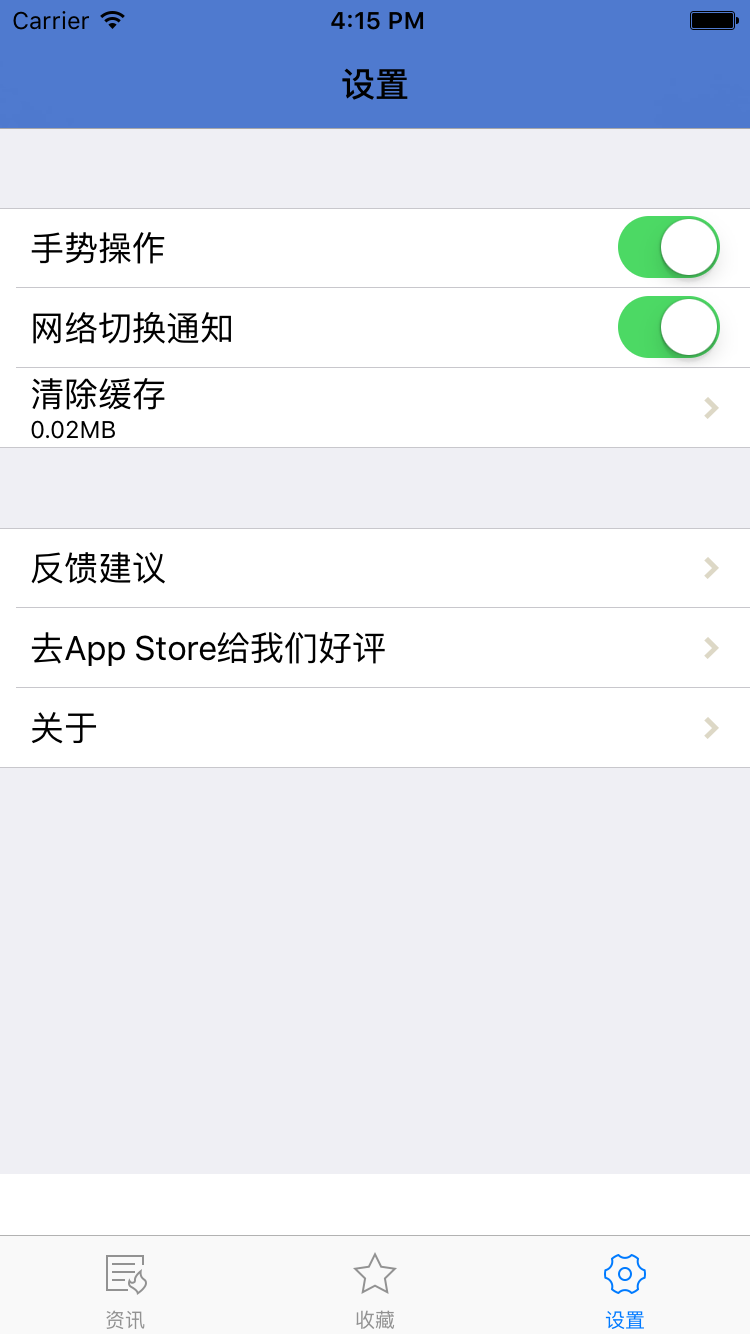 Carrier 4:15 PM
设置
手势操作
网络切换通知
清除缓存
0.02MB
反馈建议
去App Store给我们好评
关于
资讯 收藏 设置